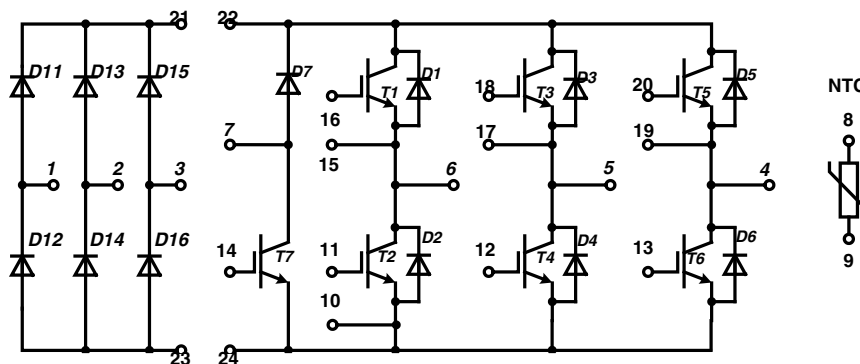 21 22
D11 D13 D15 D7 D1 D3 D5
T1 T3 T5
16 18 20
NTC
7 15 17 19 8
1 2 3 6 5 4
D12 D14 D16 D2 D4 D6
14 T7 11 T2 12 T4 13 T6
9
10
23 24